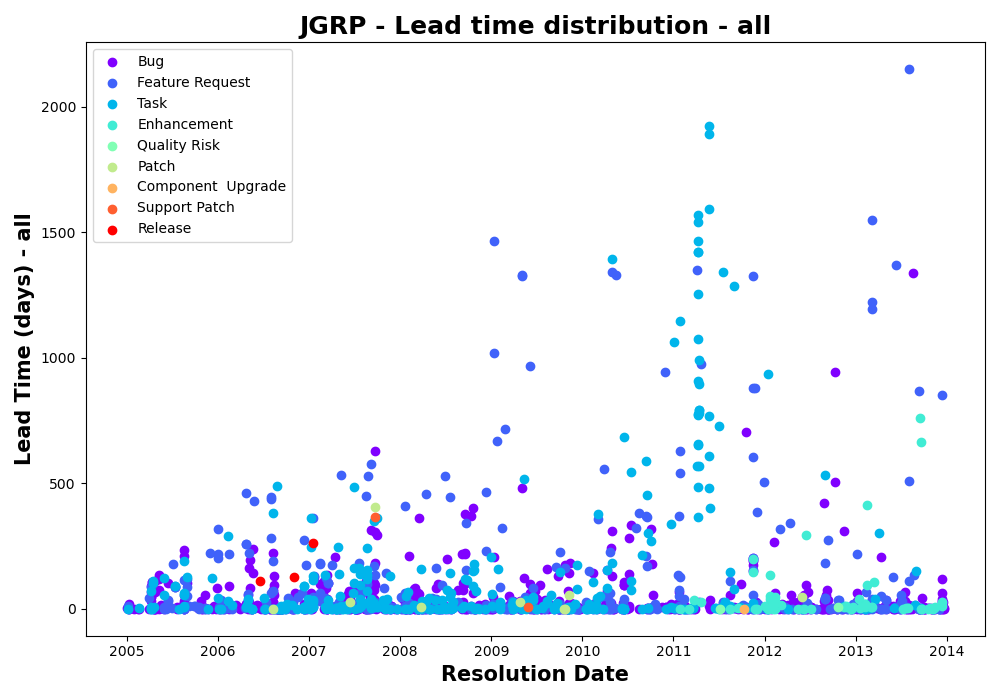 JGRP - Lead time distribution - all
Bug
Feature Request
Task
Enhancement
Quality Risk
Patch
Component  Upgrade
Support Patch
Release
Lead Time (days) - all
2000
1500
1000
500
0
2005 2006 2007 2008 2009 2010 2011 2012 2013 2014
Resolution Date